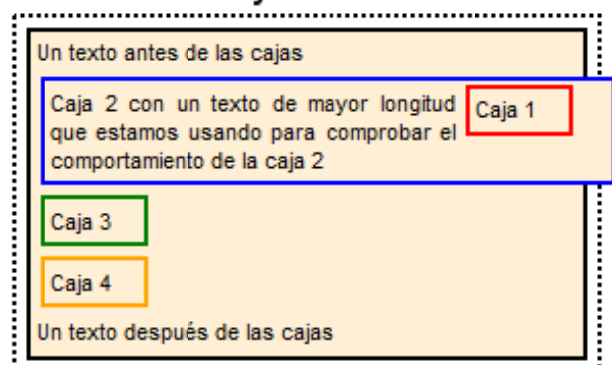 Un texto antes de las cajas
Caja 2 con un texto de mayor longitud
que estamos usando para comprobar el
comportamiento de la caja 2
Caja 1
Caja 3
Caja 4
Un texto después de las cajas